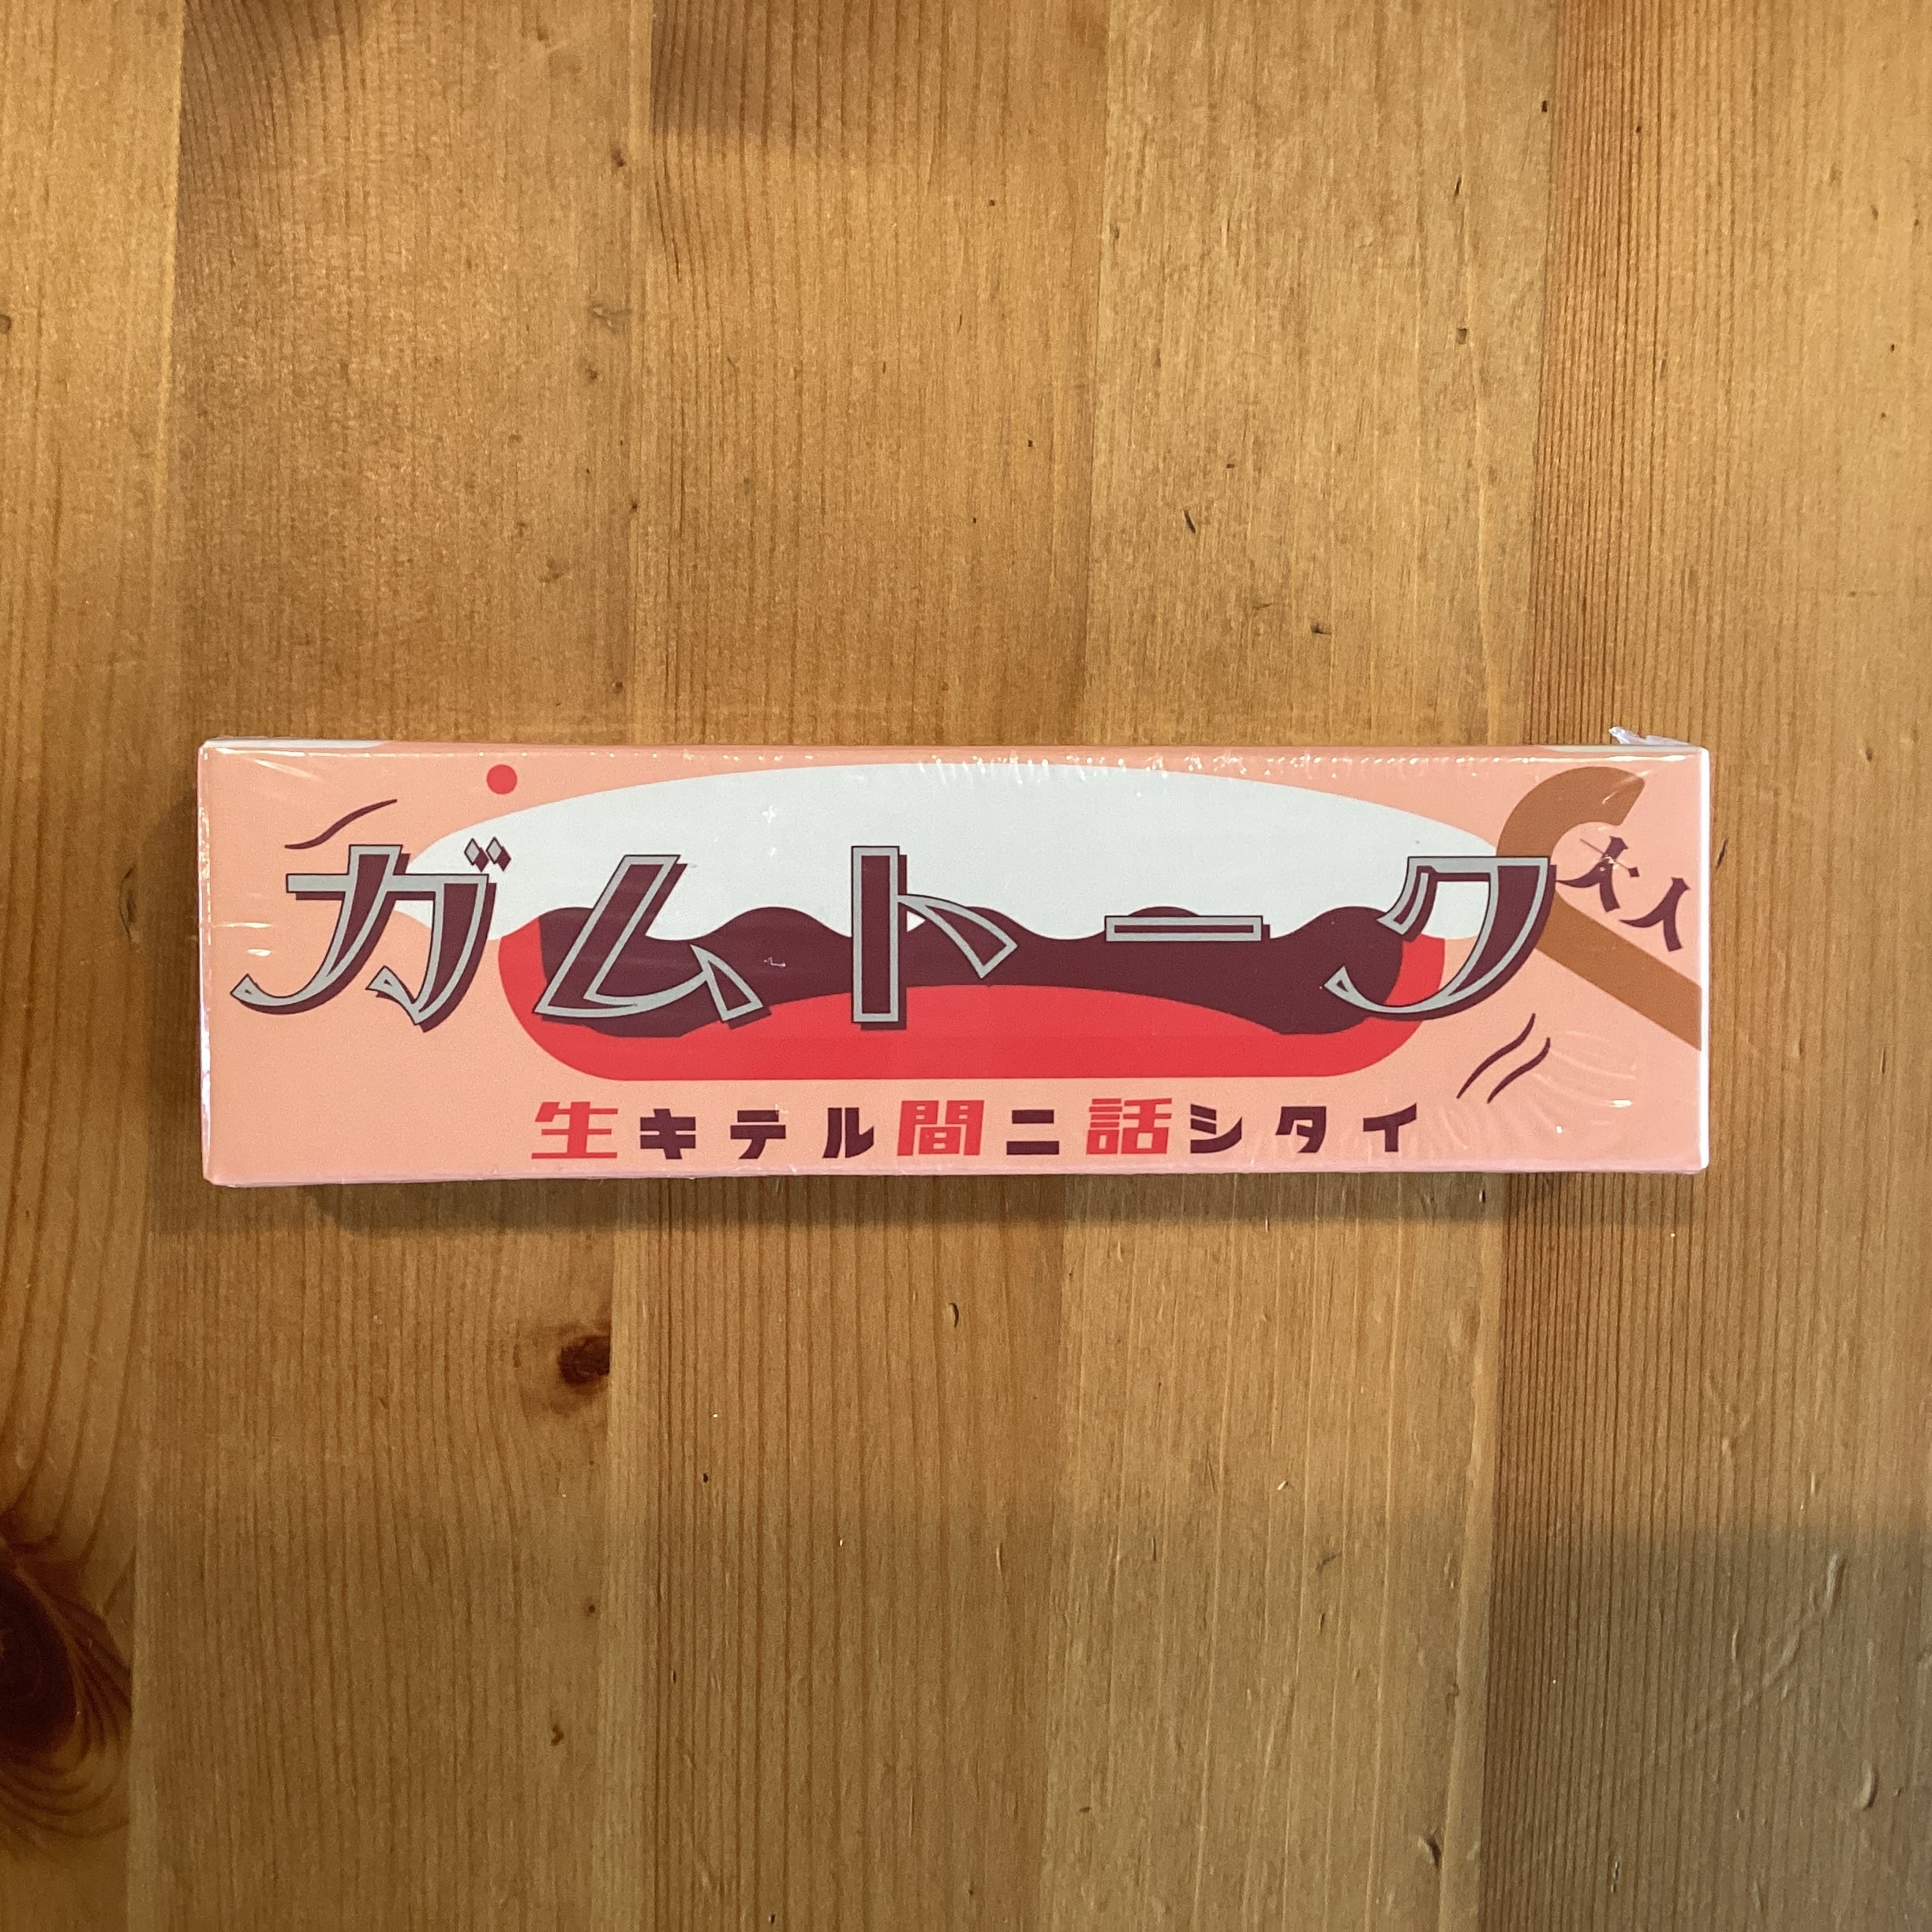 ガムトーク
大人
生キテル間ニ話シタイ